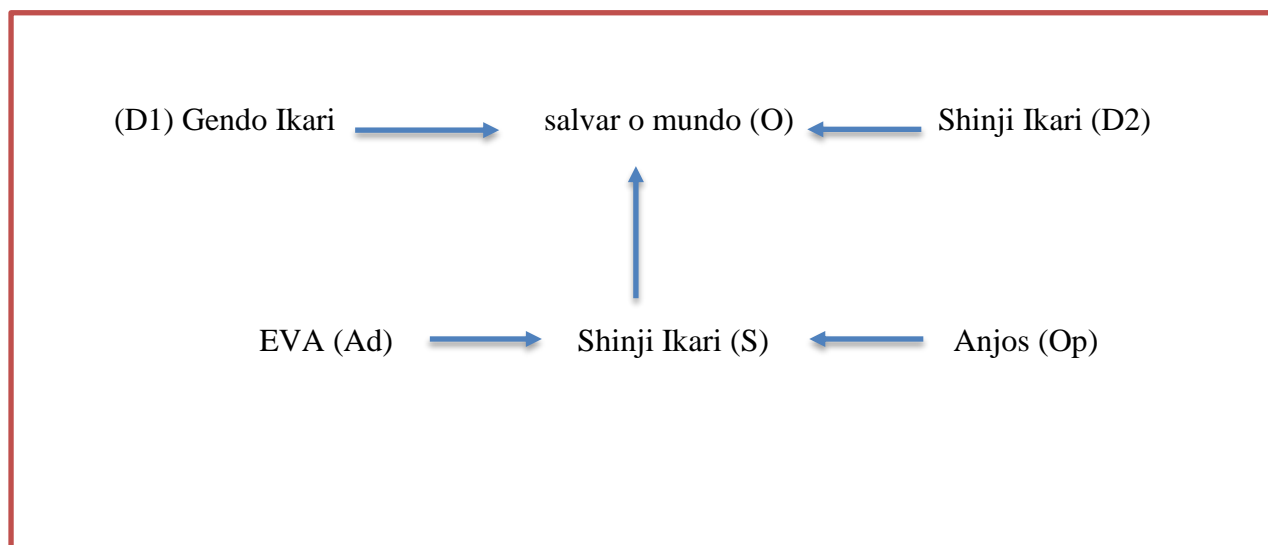 (D1) Gendo Ikari salvar o mundo (O) Shinji Ikari (D2)
EVA (Ad) Shinji Ikari (S) Anjos (Op)